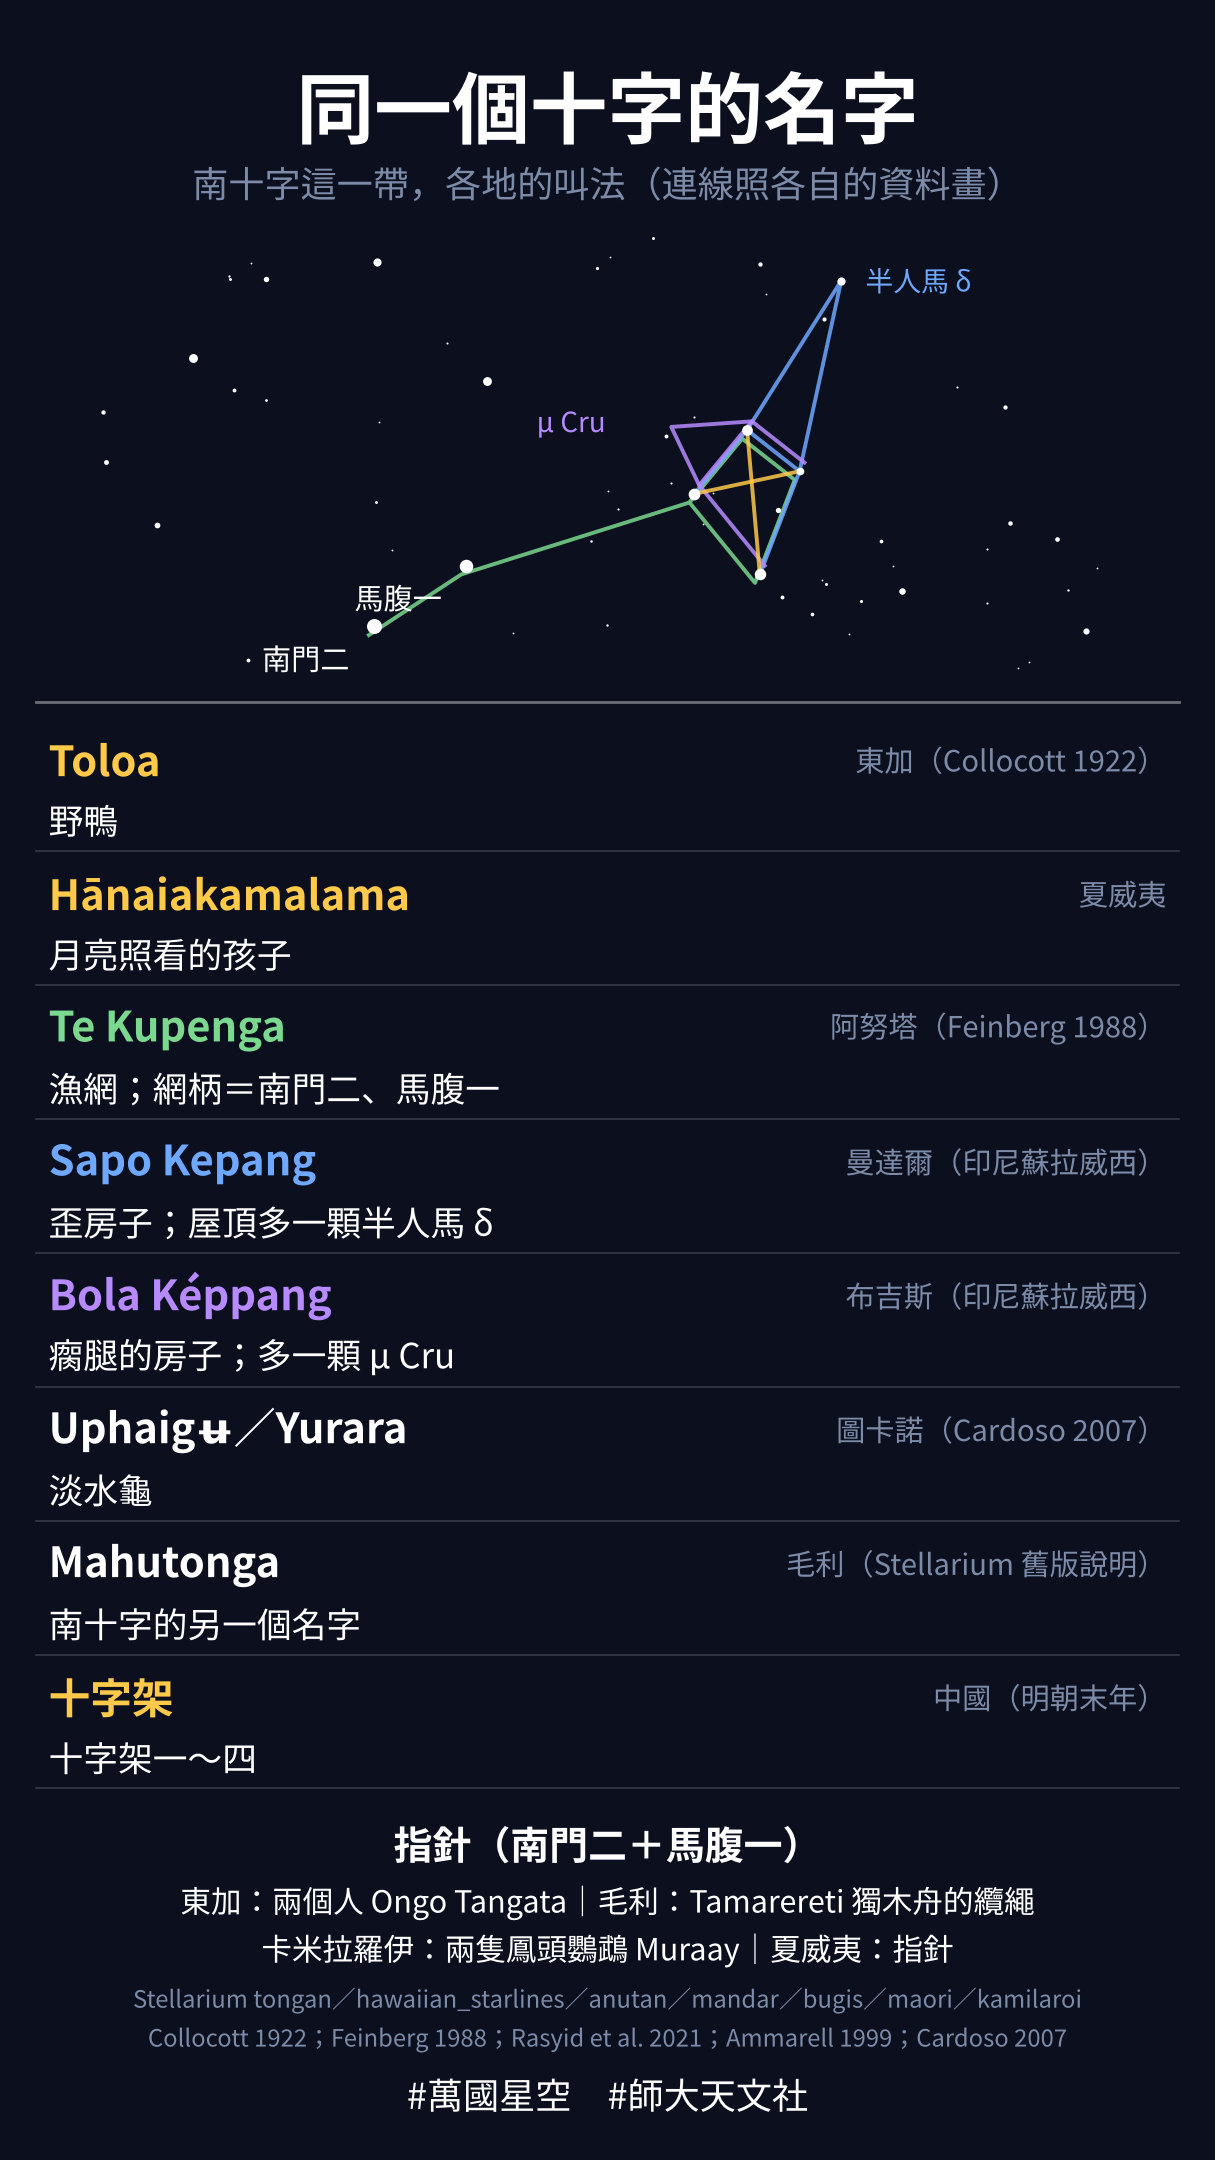 同一個十字的名字
南十字這一帶，各地的叫法（連線照各自的資料畫）
半人馬 δ
μ Cru
馬腹一
南門二
Toloa
東加（Collocott 1922）
野鴨
Hānaiakamalama
夏威夷
月亮照看的孩子
Te Kupenga
阿努塔（Feinberg 1988）
漁網；網柄＝南門二、馬腹一
Sapo Kepang
曼達爾（印尼蘇拉威西）
歪房子；屋頂多一顆半人馬 δ
Bola Képpang
布吉斯（印尼蘇拉威西）
瘸腿的房子；多一顆 μ Cru
Uphaigʉ／Yurara
圖卡諾（Cardoso 2007）
淡水龜
Mahutonga
毛利（Stellarium 舊版說明）
南十字的另一個名字
十字架
中國（明朝末年）
十字架一～四
指針（南門二＋馬腹一）
東加：兩個人 Ongo Tangata｜毛利：Tamarereti 獨木舟的纜繩
卡米拉羅伊：兩隻鳳頭鸚鵡 Muraay｜夏威夷：指針
Stellarium tongan／hawaiian_starlines／anutan／mandar／bugis／maori／kamilaroi
Collocott 1922；Feinberg 1988；Rasyid et al. 2021；Ammarell 1999；Cardoso 2007
#萬國星空　#師大天文社